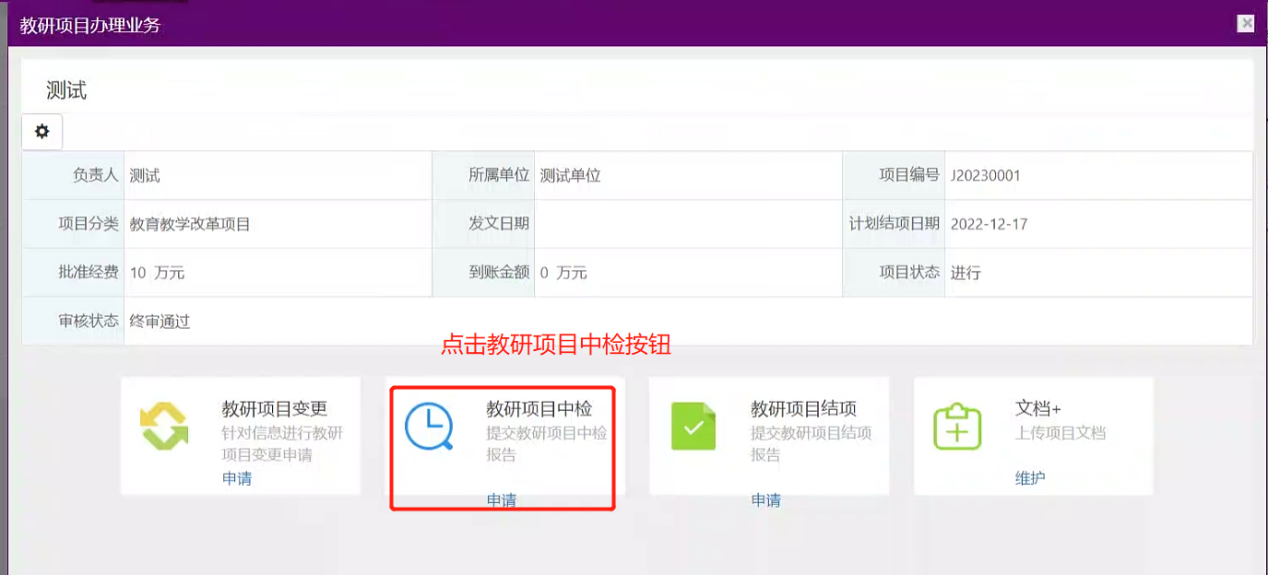 教研项目办理业务
测试
负责人 测试 所属单位 测试单位 项目编号 J20230001
项目分类 教育教学改革项目 发文日期 计划结项日期 2022-12-17
批准经费 10 万元 到账金额 0 万元 项目状态 进行
审核状态 终审通过
点击教研项目中检按钮
教研项目变更
针对信息进行教研
项目变更申请
申请
教研项目中检
提交教研项目中检
报告
申请
教研项目结项
提交教研项目结项
报告
申请
文档+
上传项目文档
维护